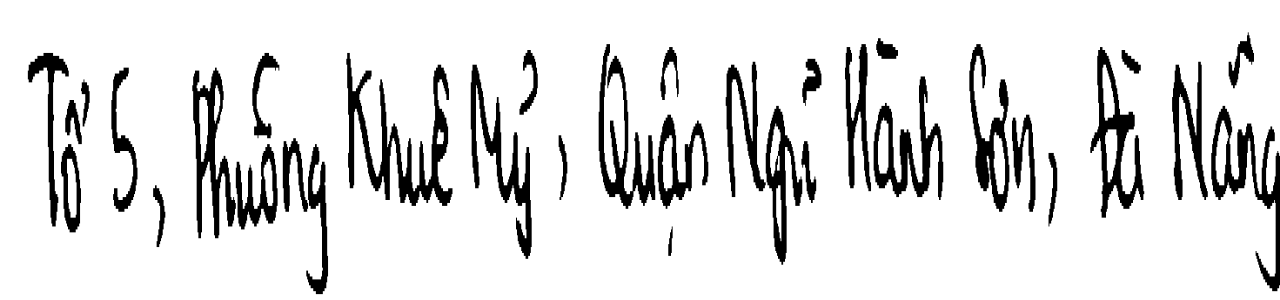 Tổ 5, Phường Khuê Mỹ, Quận Ngũ Hành Sơn, Đà Nẵng